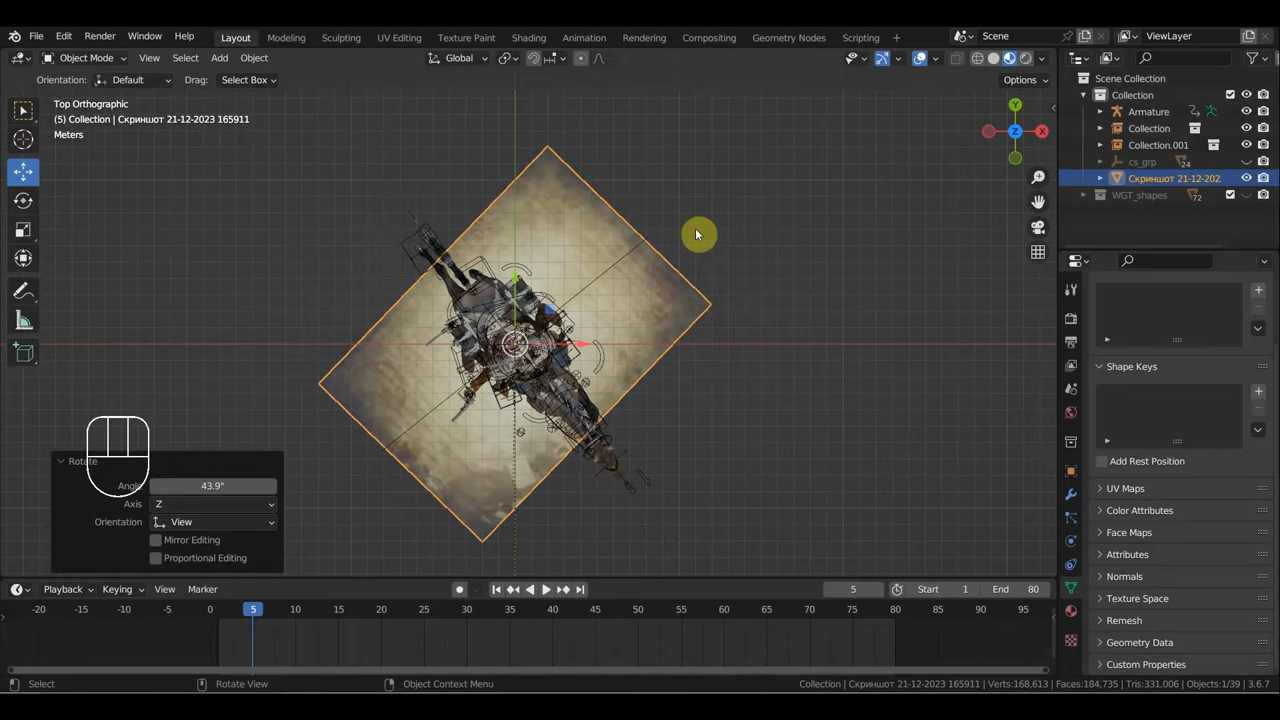 File Edit Render Window Help Layout Modeling Sculpting UV Editing Texture Paint Shading Animation Rendering Compositing Geometry Nodes Scripting + Scene ViewLayer
Object Mode View Select Add Object Global
Orientation: Default Drag: Select Box Options
Scene Collection
Top Orthographic
(5) Collection | Скриншот 21-12-2023 165911
Meters
Collection
Armature
Collection
Collection.001
cs_grp 24
Скриншот 21-12-202
WGT_shapes 72
Y
X
Z
Shape Keys
Add Rest Position
Rotate
Angle 43.9°
Axis Z
Orientation View
Mirror Editing
Proportional Editing
UV Maps
Color Attributes
Face Maps
Attributes
Normals
Texture Space
Remesh
Geometry Data
Custom Properties
Playback Keying View Marker 5 Start 1 End 80
-20 -15 -10 -5 0 5 10 15 20 25 30 35 40 45 50 55 60 65 70 75 80 85 90 95
Select Rotate View Object Context Menu Collection | Скриншот 21-12-2023 165911 | Verts:168,613 | Faces:184,735 | Tris:331,006 | Objects:1/39 | 3.6.7